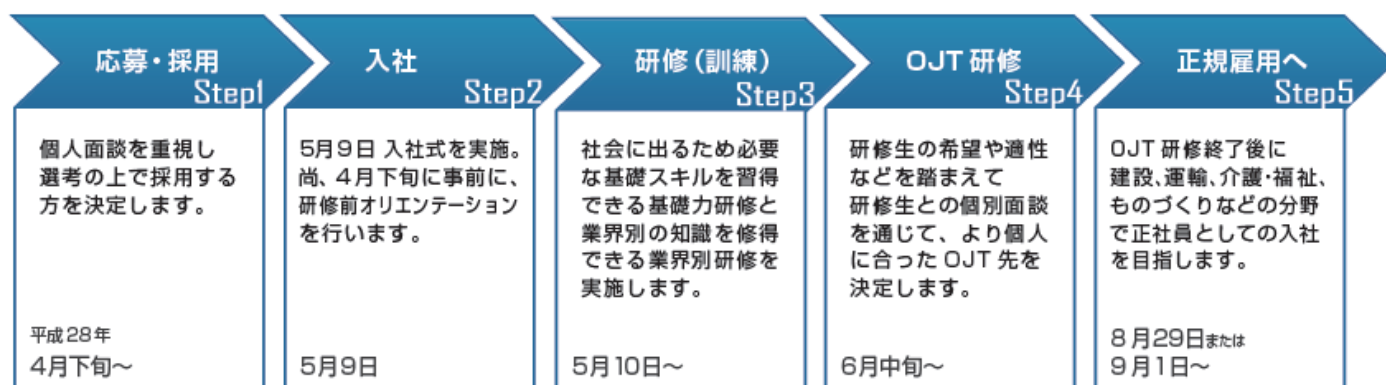 応募・採用
Step1
個人面談を重視し
選考の上で採用する
方を決定します。
平成28年
4月下旬〜
入社
Step2
5月9日 入社式を実施。
尚、4月下旬に事前に、
研修前オリエンテーション
を行います。
5月9日
研修(訓練)
Step3
社会に出るため必要
な基礎スキルを習得
できる基礎力研修と
業界別の知識を修得
できる業界別研修を
実施します。
5月10日〜
OJT研修
Step4
研修生の希望や適性
などを踏まえて
研修生との個別面談
を通じて、より個人
に合ったOJT先を
決定します。
6月中旬〜
正規雇用へ
Step5
OJT研修終了後に
建設、運輸、介護・福祉、
ものづくりなどの分野
で正社員としての入社
を目指します。
8月29日または
9月1日〜